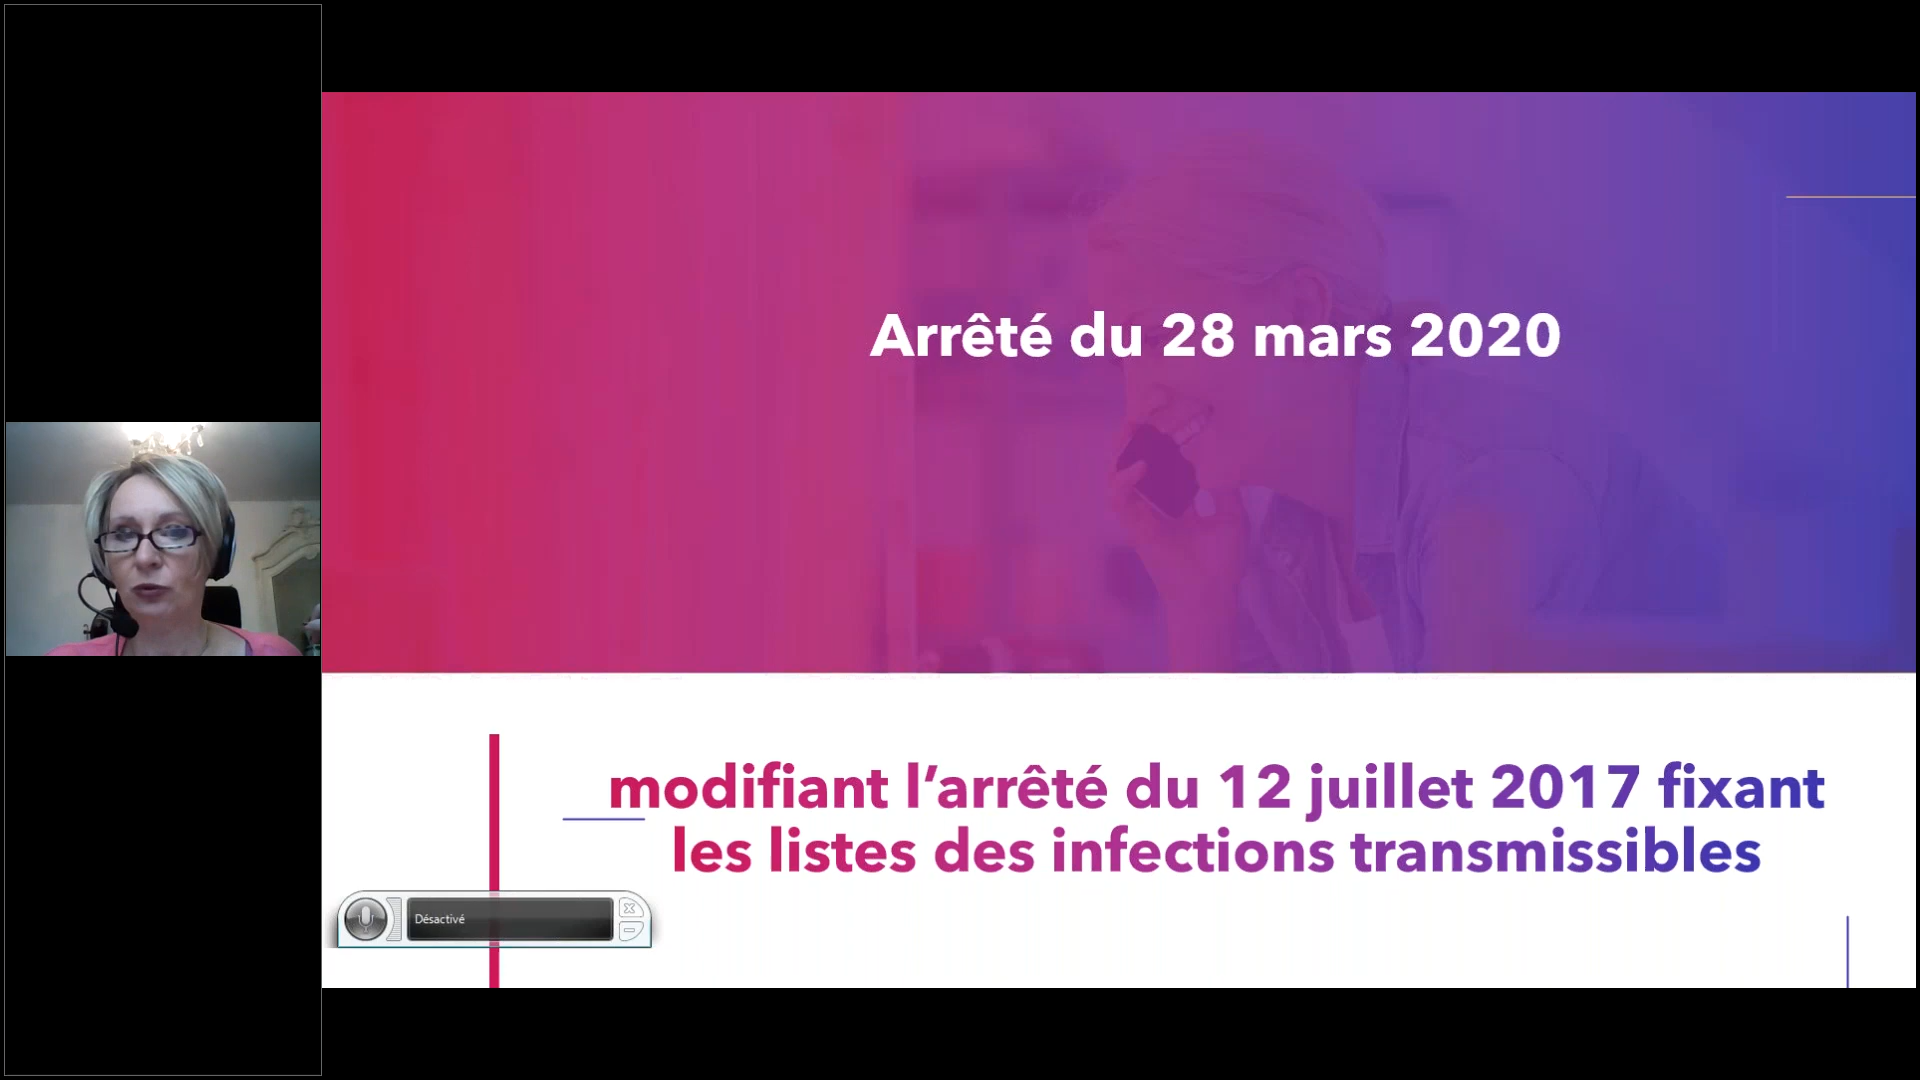 Arrêté du 28 mars 2020
modifiant l’arrêté du 12 juillet 2017 fixant
les listes des infections transmissibles
Désactivé